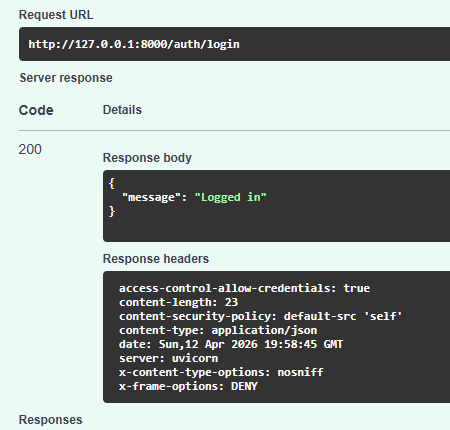 Request URL
http://127.0.0.1:8000/auth/login
Server response
Code Details
200
Response body
{
"message": "Logged in"
}
Response headers
access-control-allow-credentials: true
content-length: 23
content-security-policy: default-src 'self'
content-type: application/json
date: Sun,12 Apr 2026 19:58:45 GMT
server: uvicorn
x-content-type-options: nosniff
x-frame-options: DENY
Responses